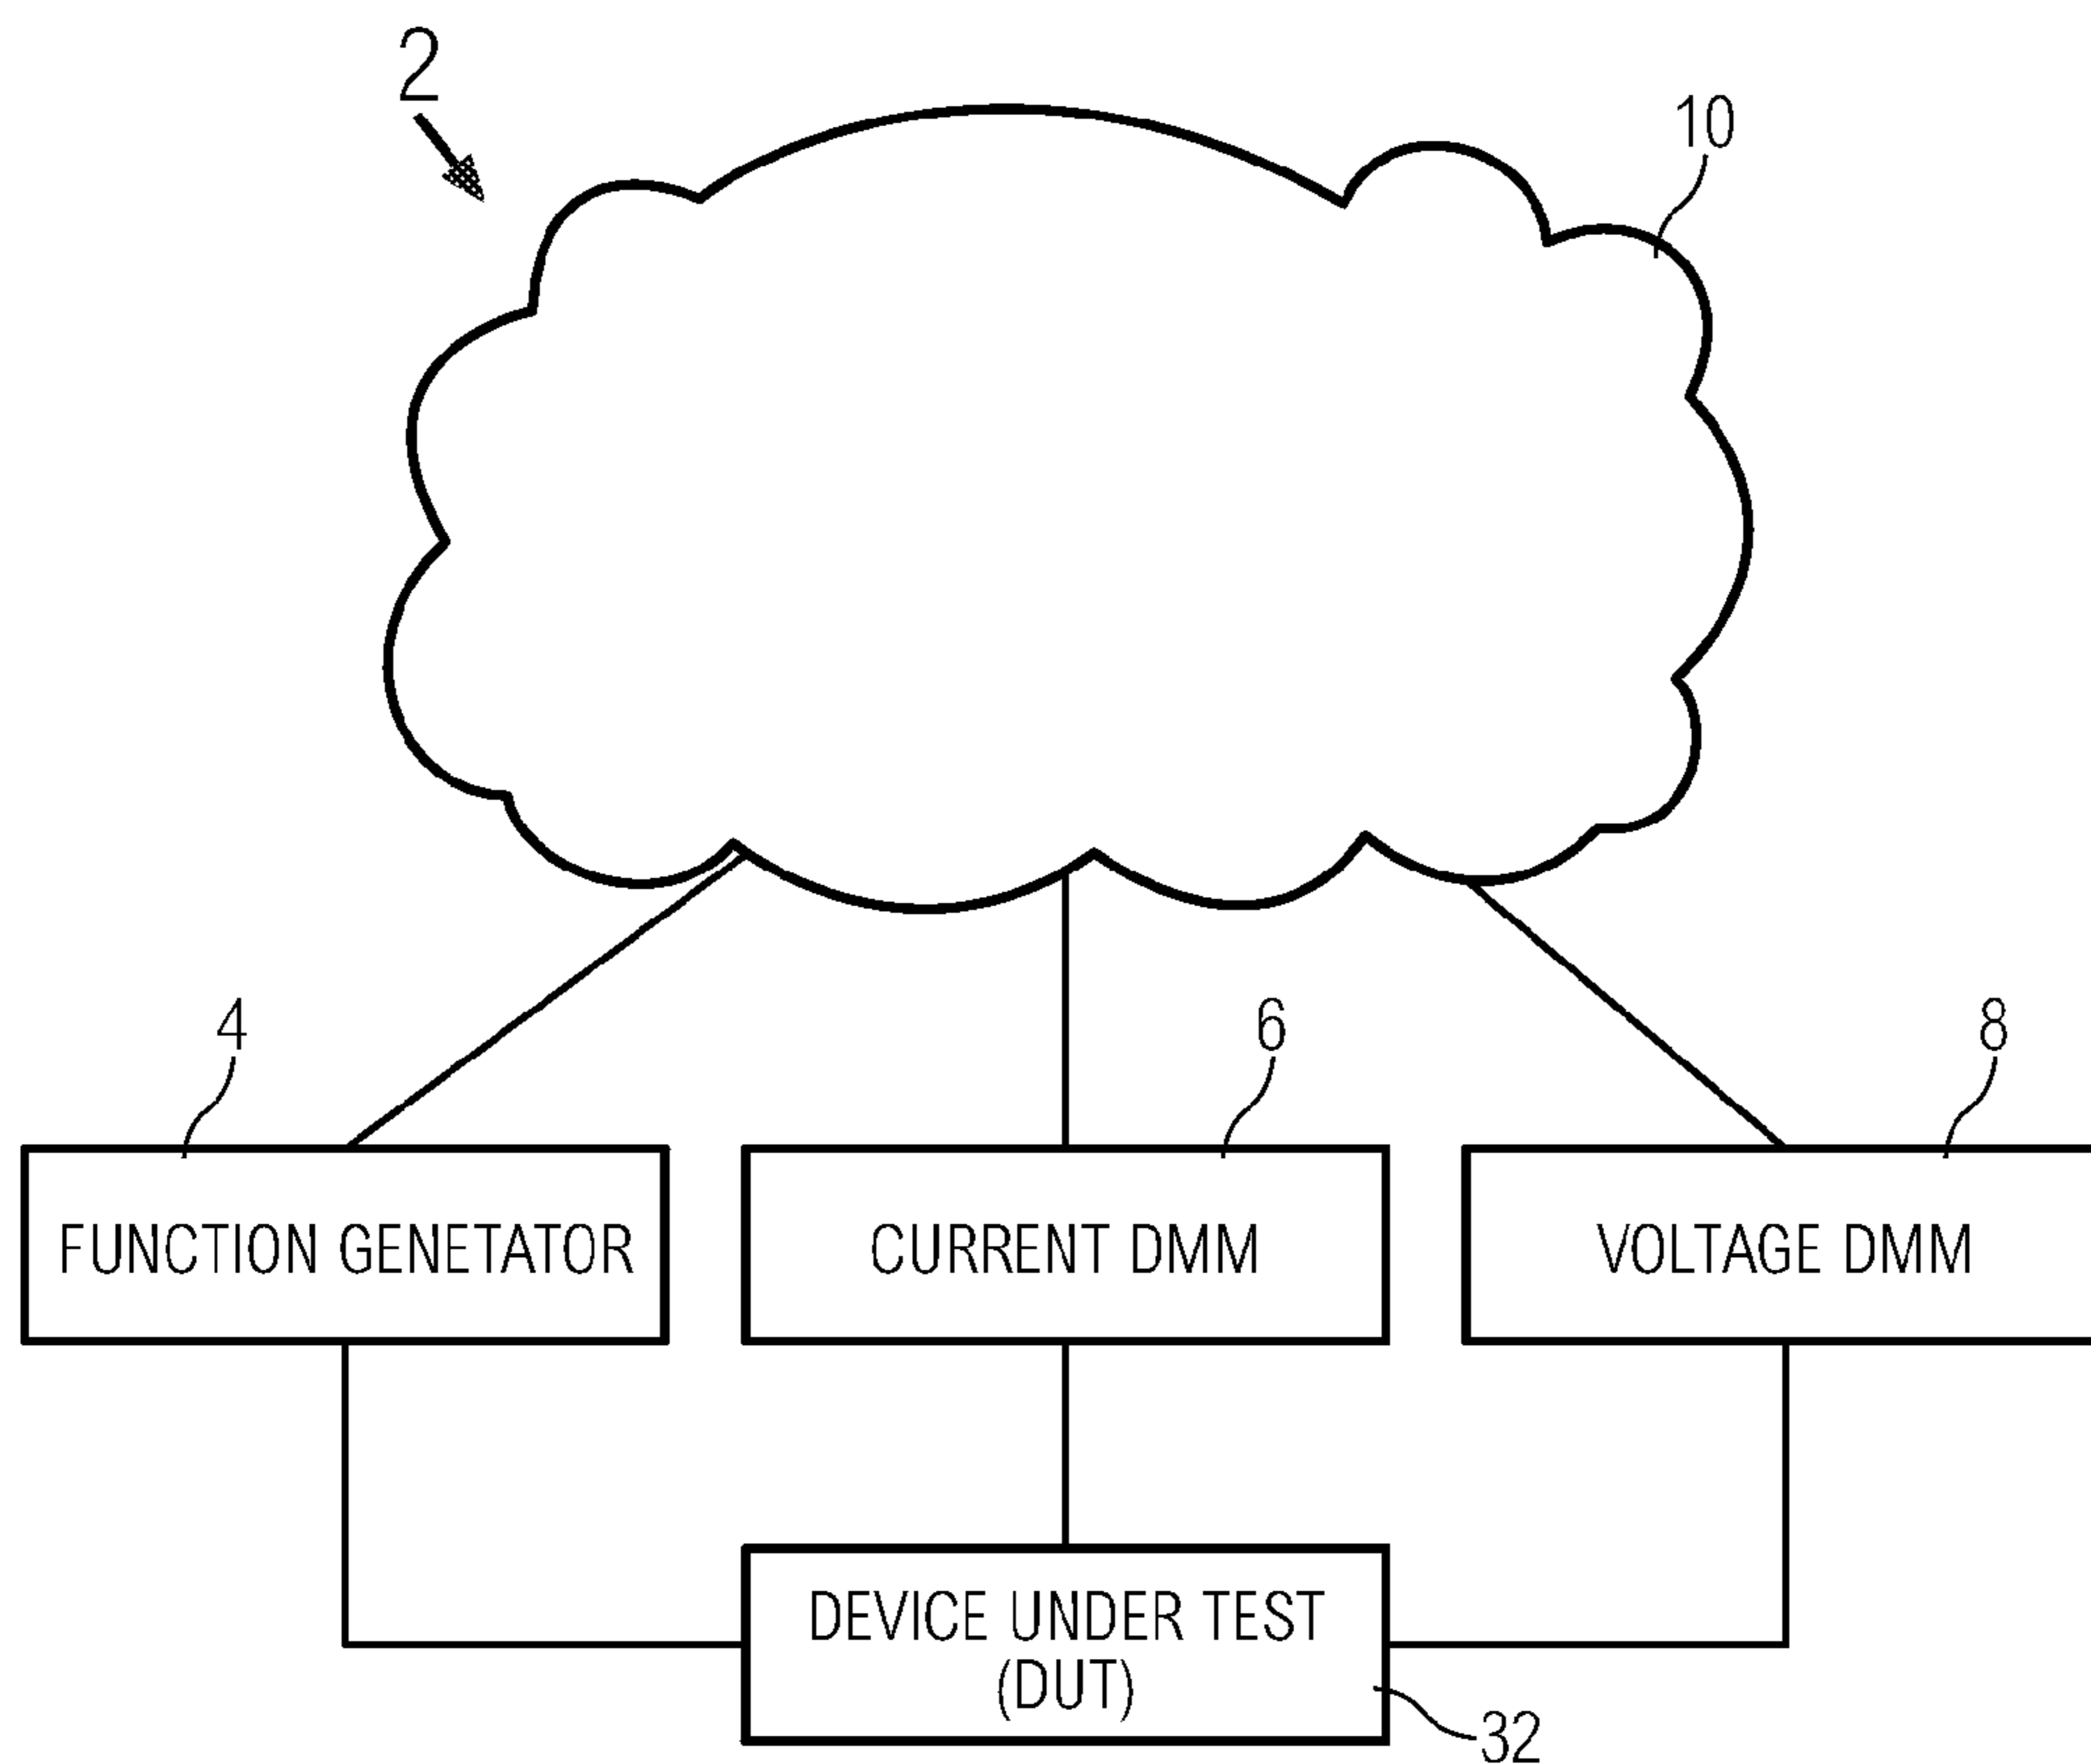 2
10
4
6
8
FUNCTION GENETATOR
CURRENT DMM
VOLTAGE DMM
DEVICE UNDER TEST
(DUT)
32